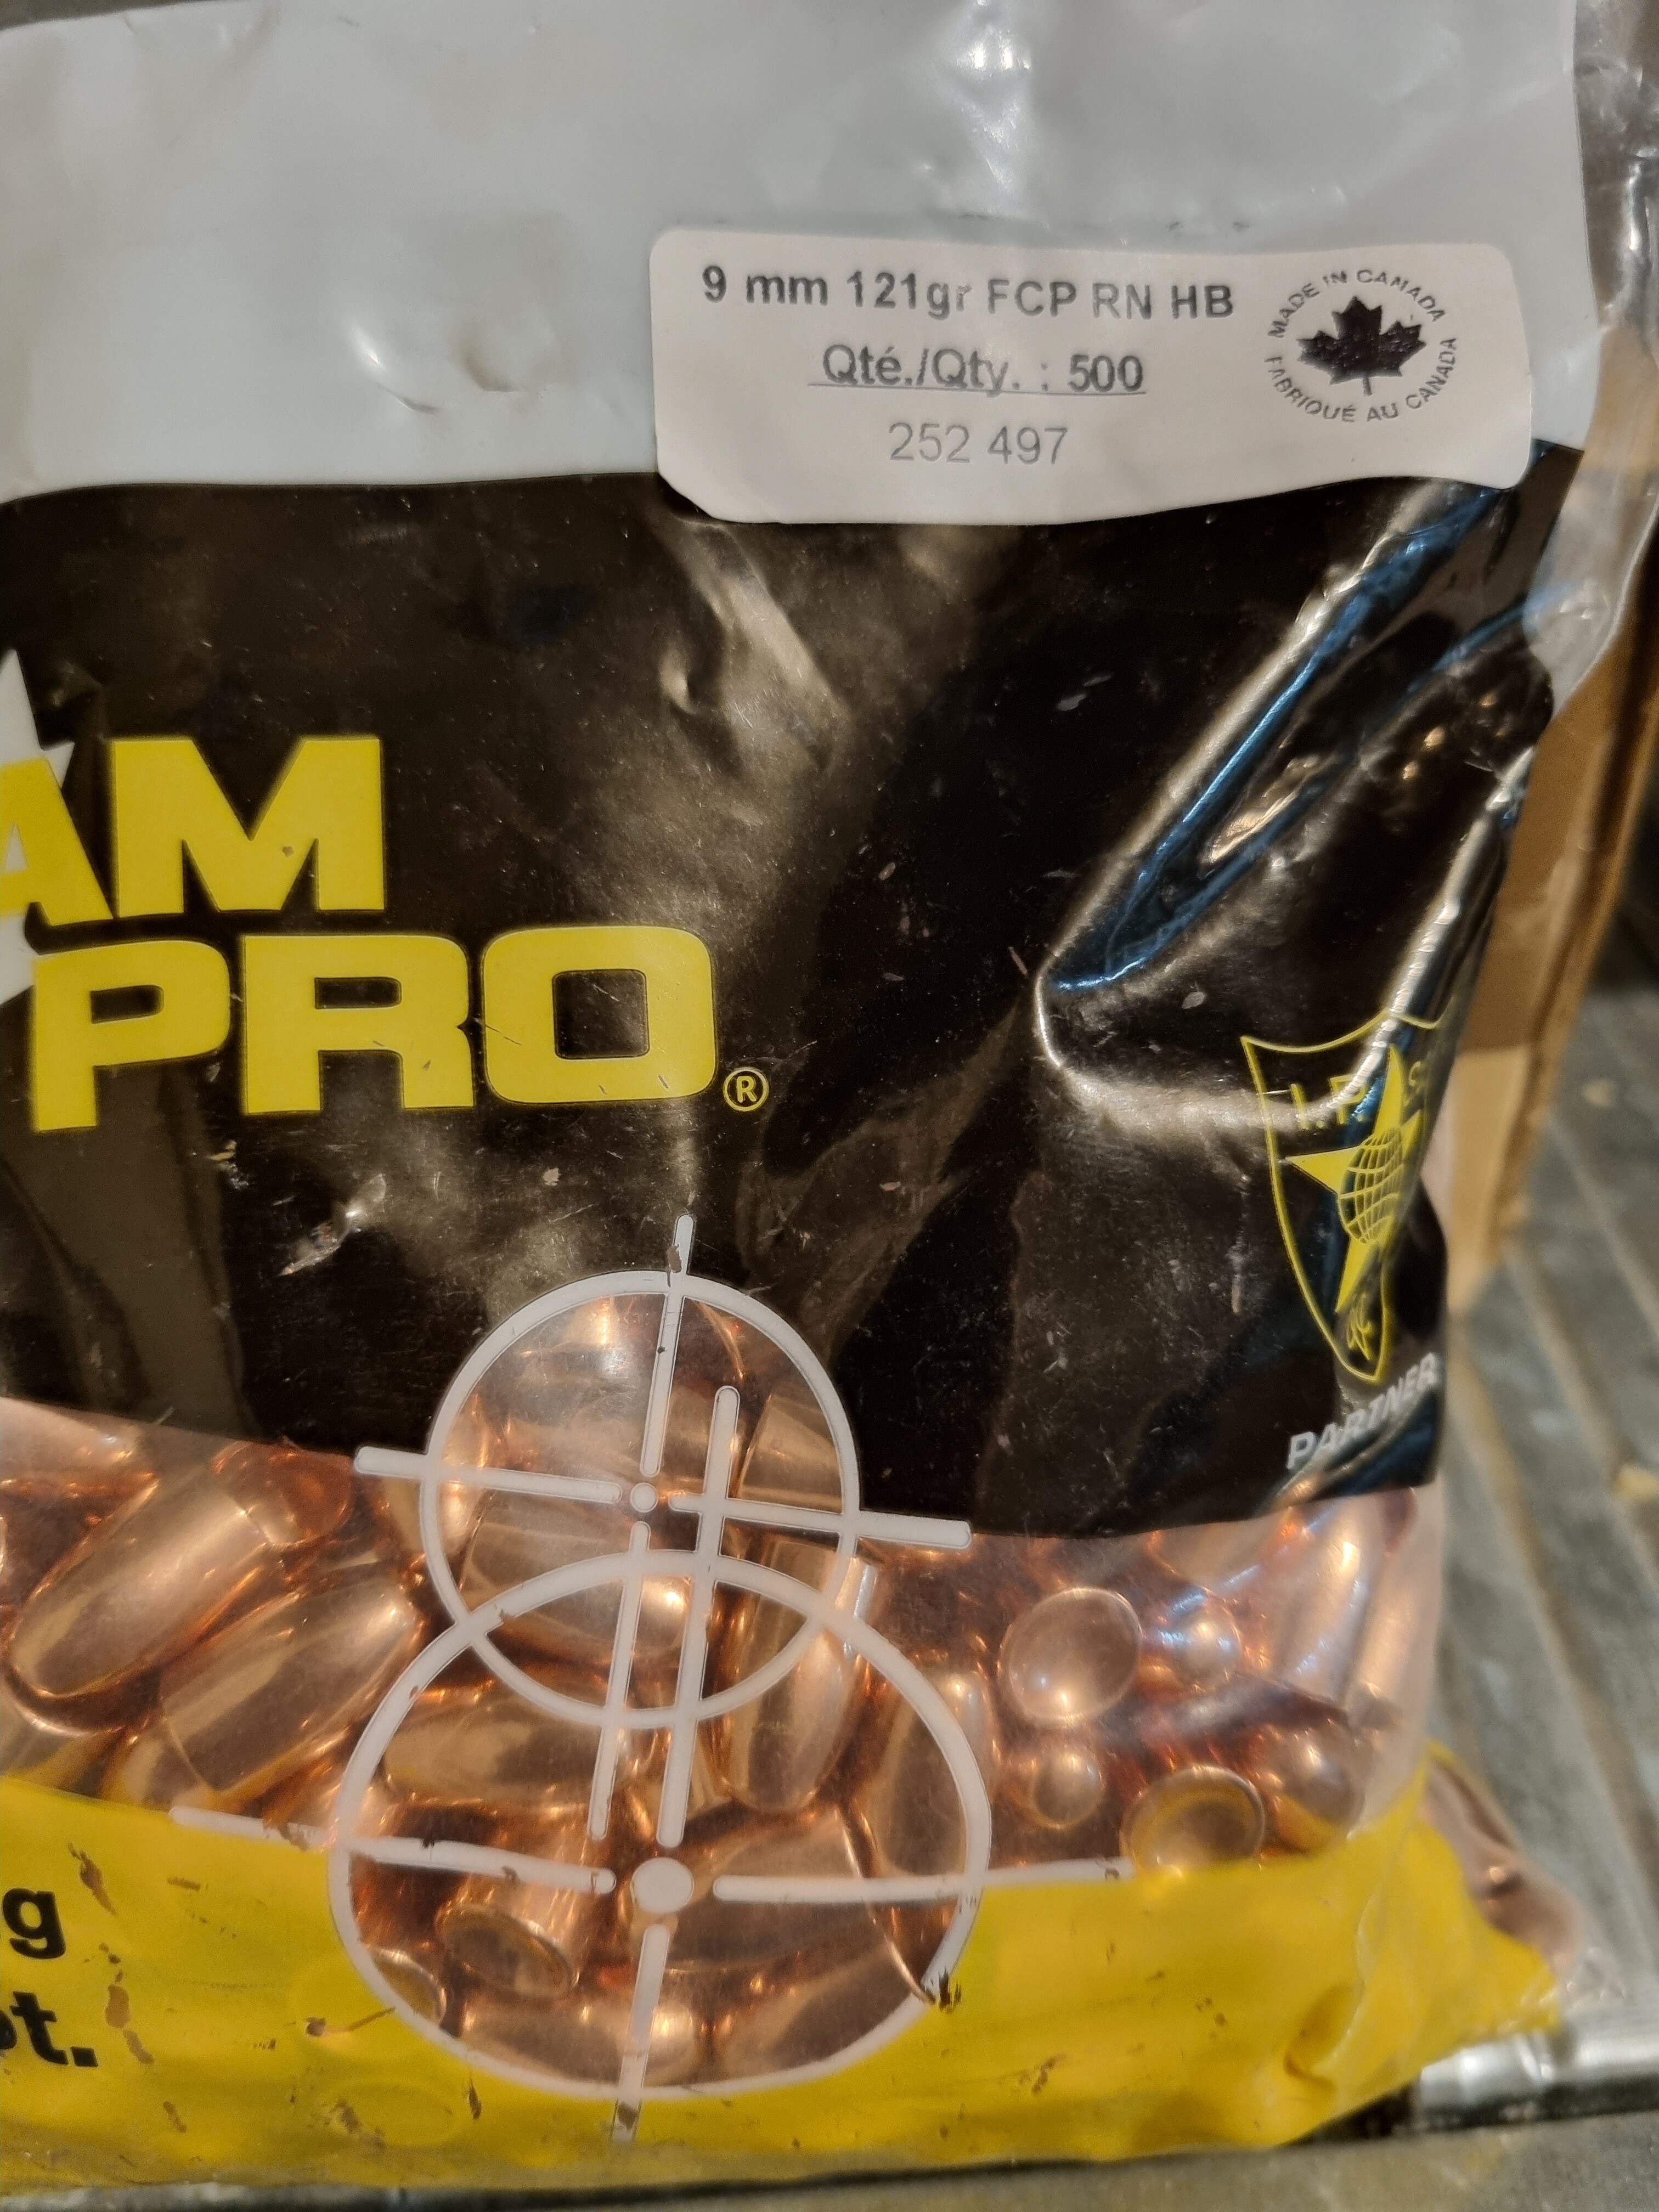 9 mm 121gr FCP RN HB
Qté./Qty. : 500
252 497
MADE IN CANADA
FABRIQUÉ AU CANADA
AM
PRO®
I.P.S
PARTNER
g
ot.